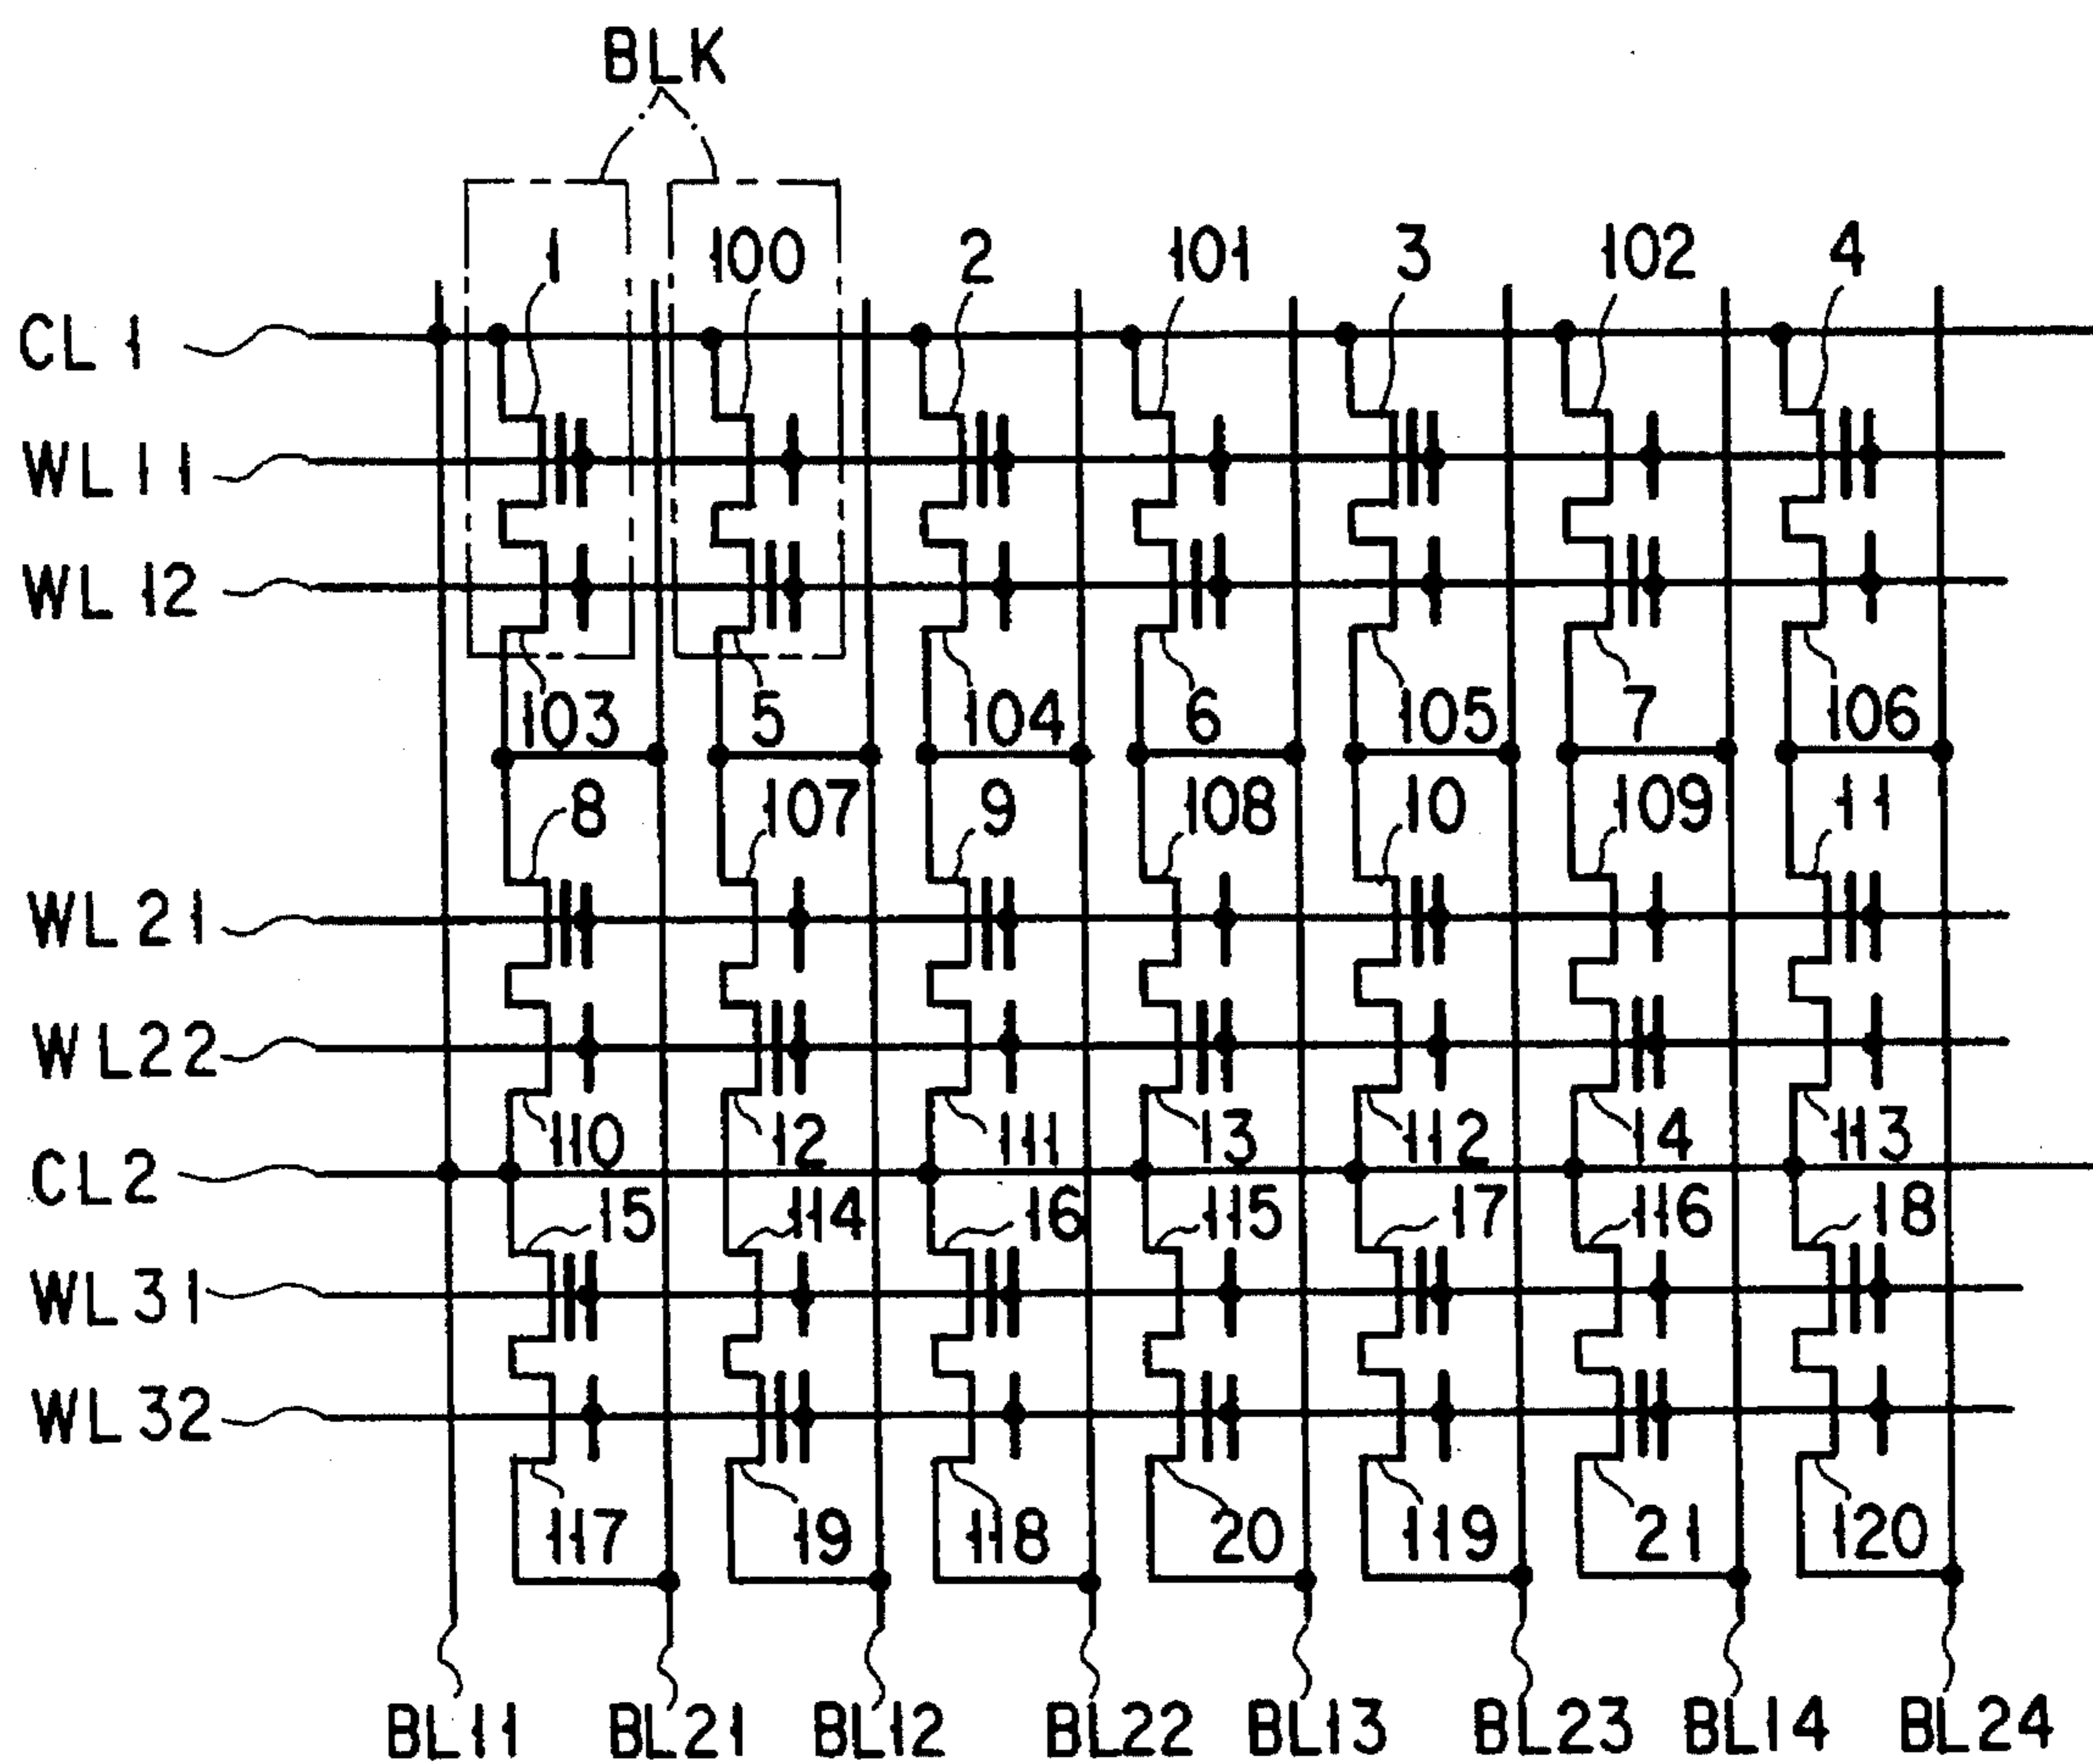 BLK
1 100 2 101 3 102 4
CL1
WL11
WL12
103 5 104 6 105 7 106
8 107 9 108 10 109 11
WL21
WL22
110 12 111 13 112 14 113
CL2
15 114 16 115 17 116 18
WL31
WL32
117 19 118 20 119 21 120
BL11 BL21 BL12 BL22 BL13 BL23 BL14 BL24